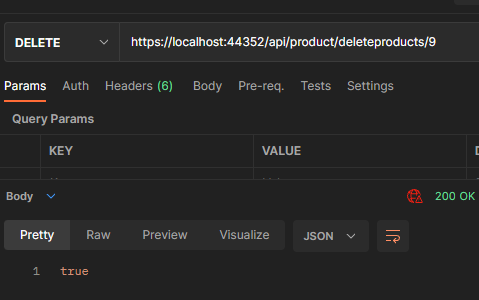 DELETE https://localhost:44352/api/product/deleteproducts/9
Params Auth Headers (6) Body Pre-req. Tests Settings
Query Params
KEY VALUE
Body 200 OK
Pretty Raw Preview Visualize JSON
1 true